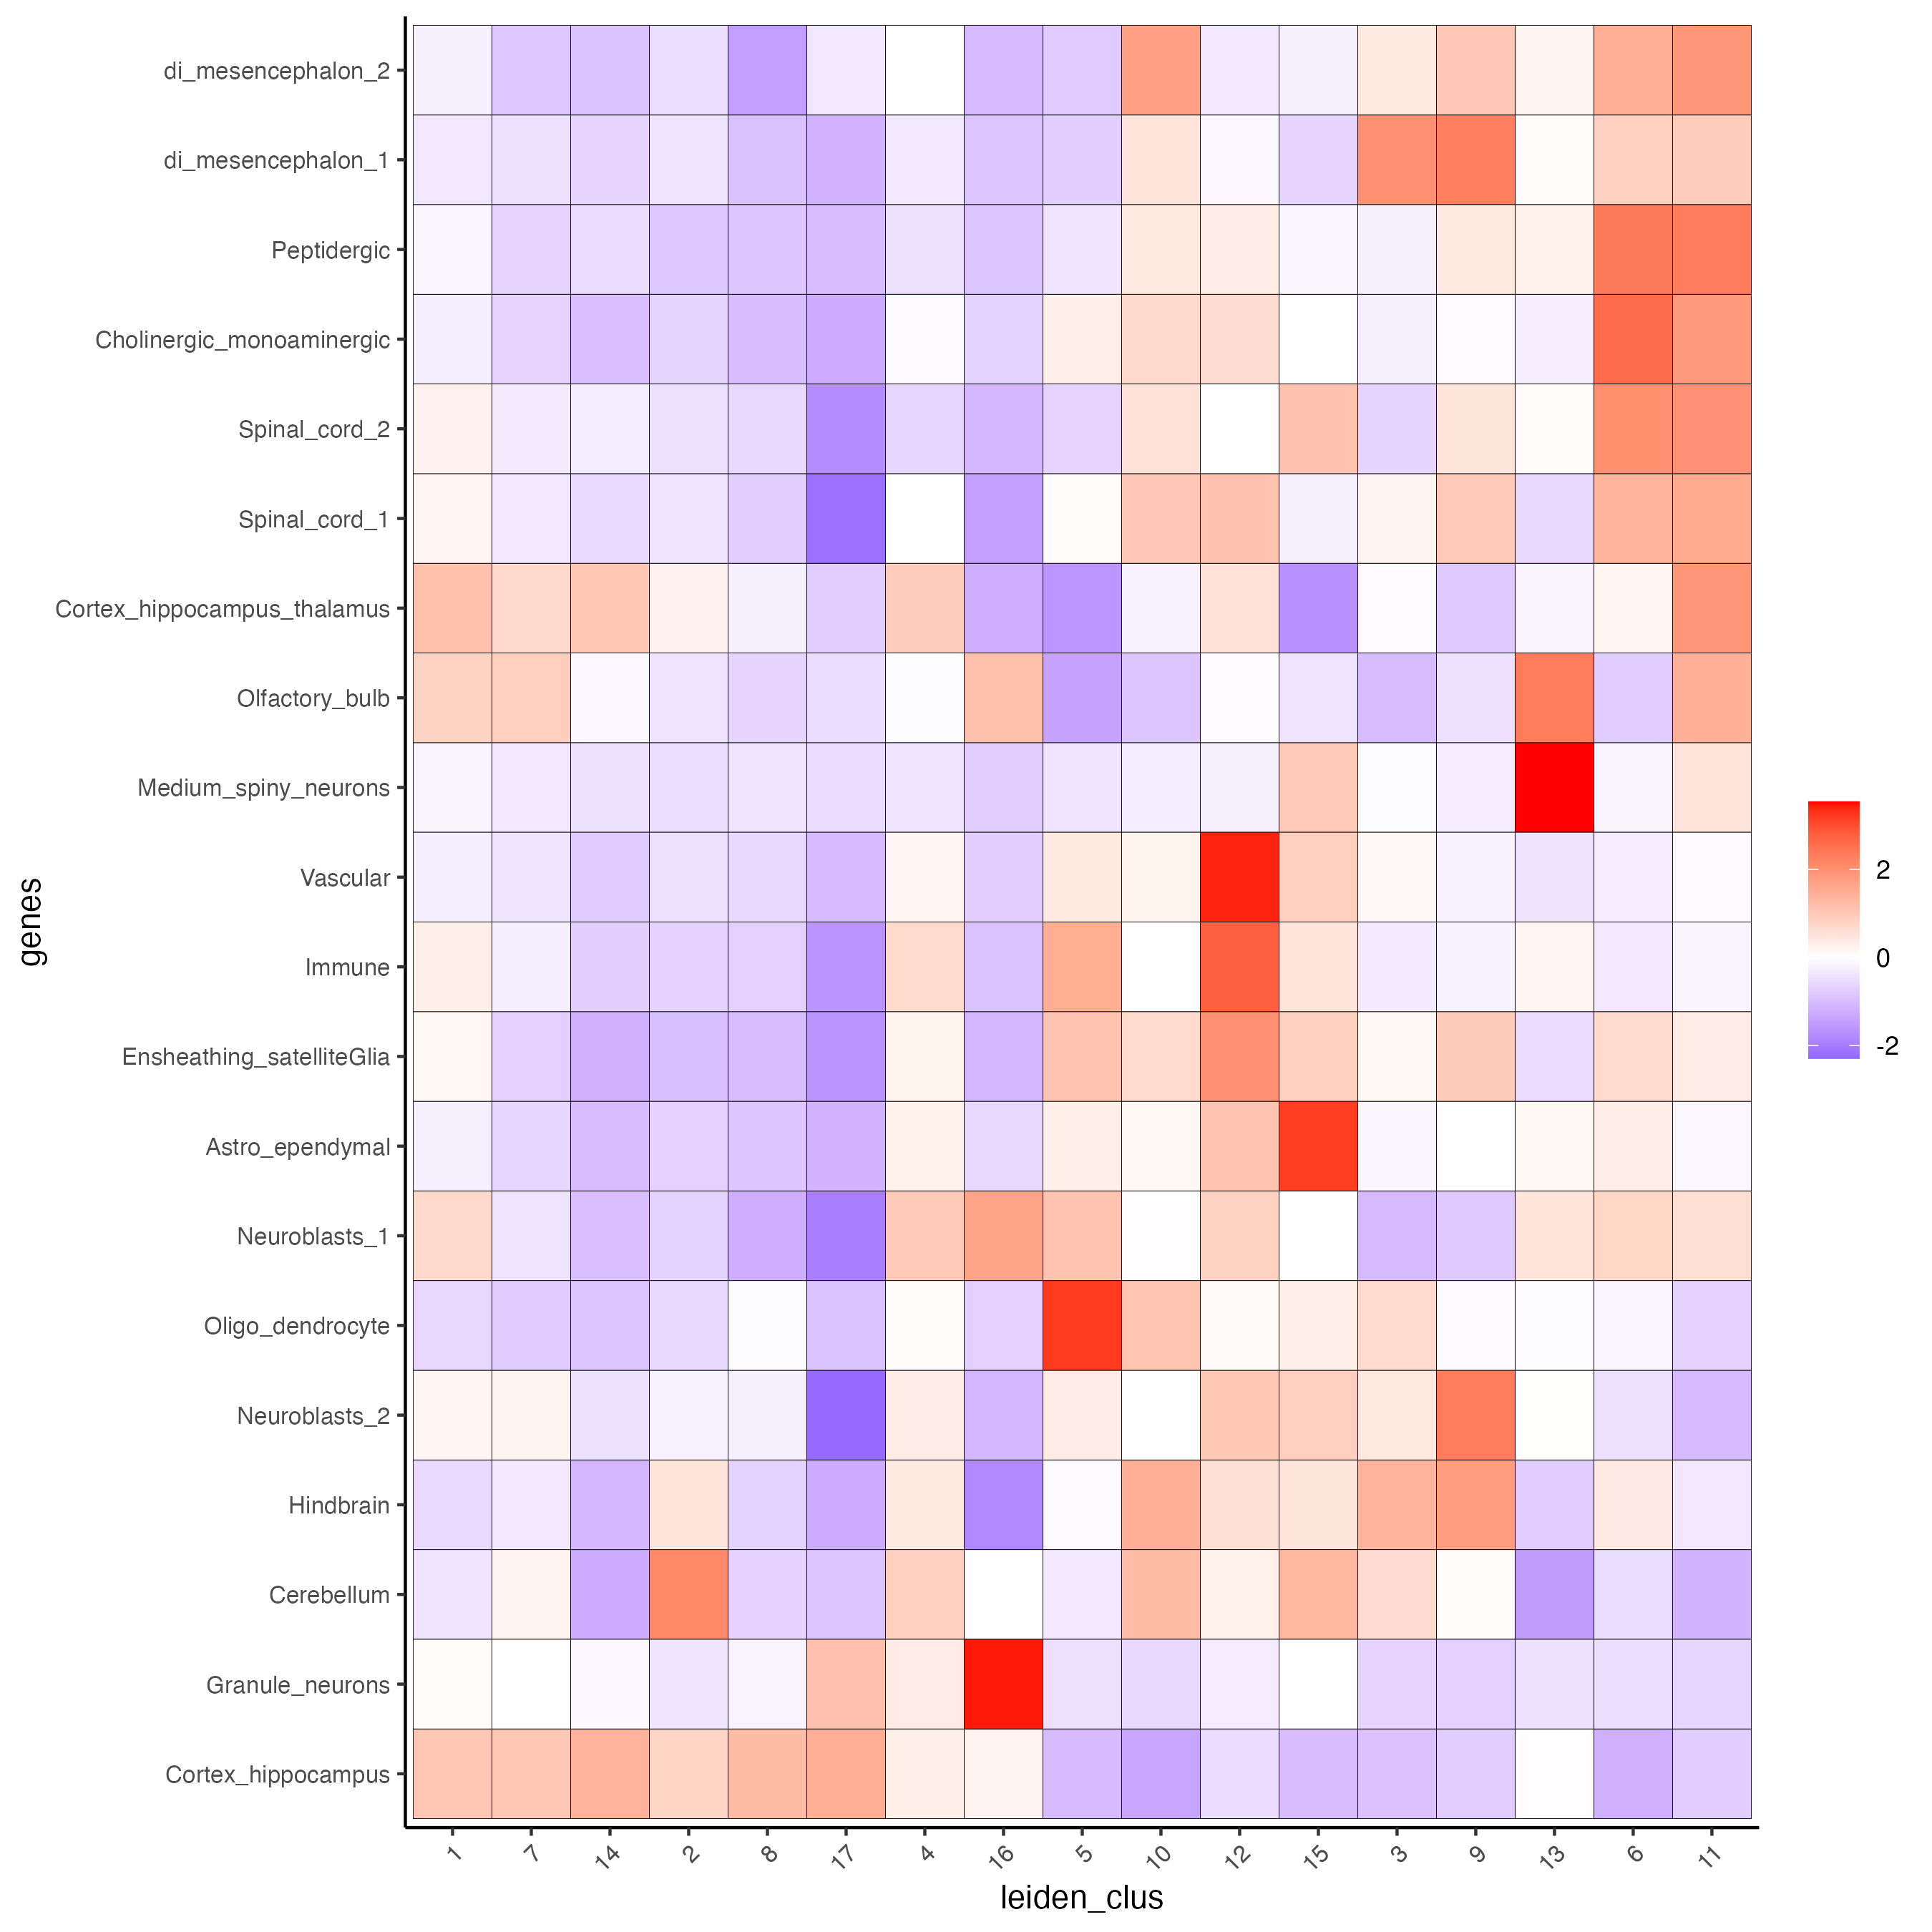 di_mesencephalon_2
di_mesencephalon_1
Peptidergic
Cholinergic_monoaminergic
Spinal_cord_2
Spinal_cord_1
Cortex_hippocampus_thalamus
Olfactory_bulb
Medium_spiny_neurons
Vascular
Immune
Ensheathing_satelliteGlia
Astro_ependymal
Neuroblasts_1
Oligo_dendrocyte
Neuroblasts_2
Hindbrain
Cerebellum
Granule_neurons
Cortex_hippocampus
genes
1 7 14 2 8 17 4 16 5 10 12 15 3 9 13 6 11
leiden_clus
2
0
-2